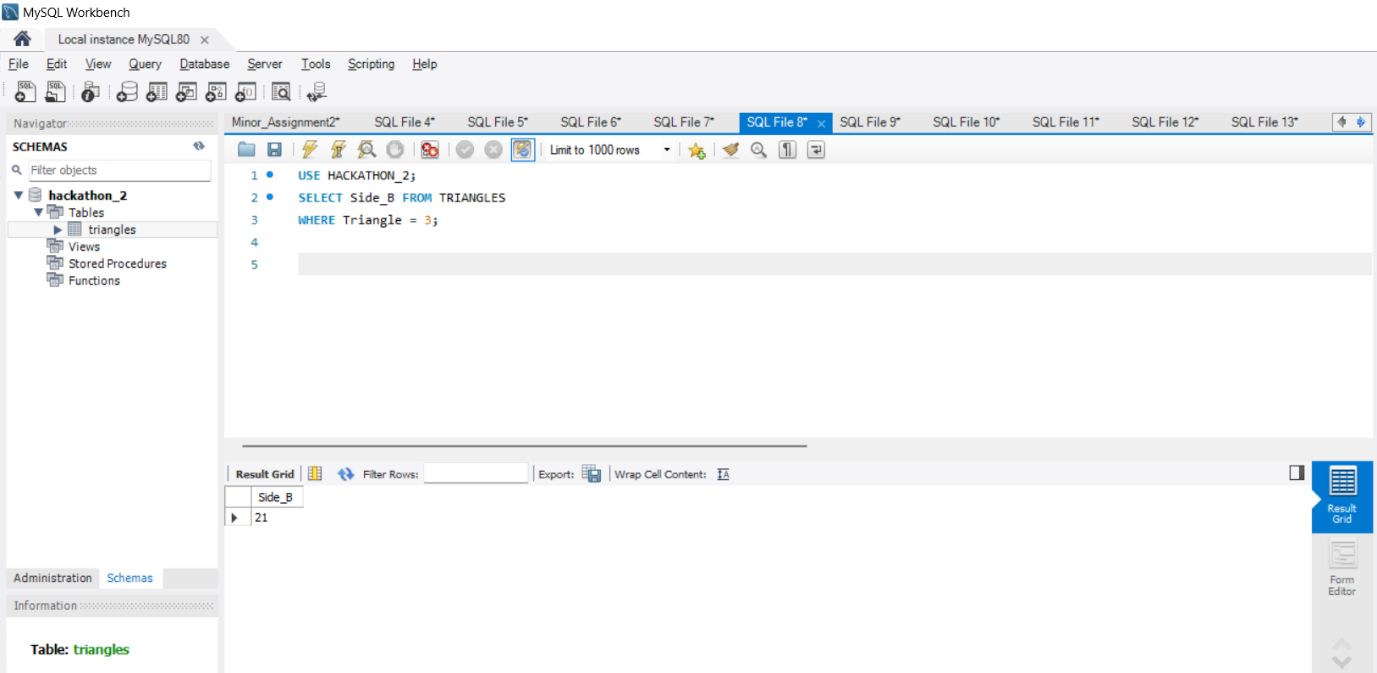 MySQL Workbench
Local instance MySQL80
File Edit View Query Database Server Tools Scripting Help
Navigator
SCHEMAS
Filter objects
hackathon_2
Tables
triangles
Views
Stored Procedures
Functions
Administration Schemas
Information
Table: triangles
Minor_Assignment2* SQL File 4* SQL File 5* SQL File 6* SQL File 7* SQL File 8* SQL File 9* SQL File 10* SQL File 11* SQL File 12* SQL File 13*
Limit to 1000 rows
1 USE HACKATHON_2;
2 SELECT Side_B FROM TRIANGLES
3 WHERE Triangle = 3;
4
5
Result Grid Filter Rows: Export: Wrap Cell Content: IA
Side_B
21
Result
Grid
Form
Editor